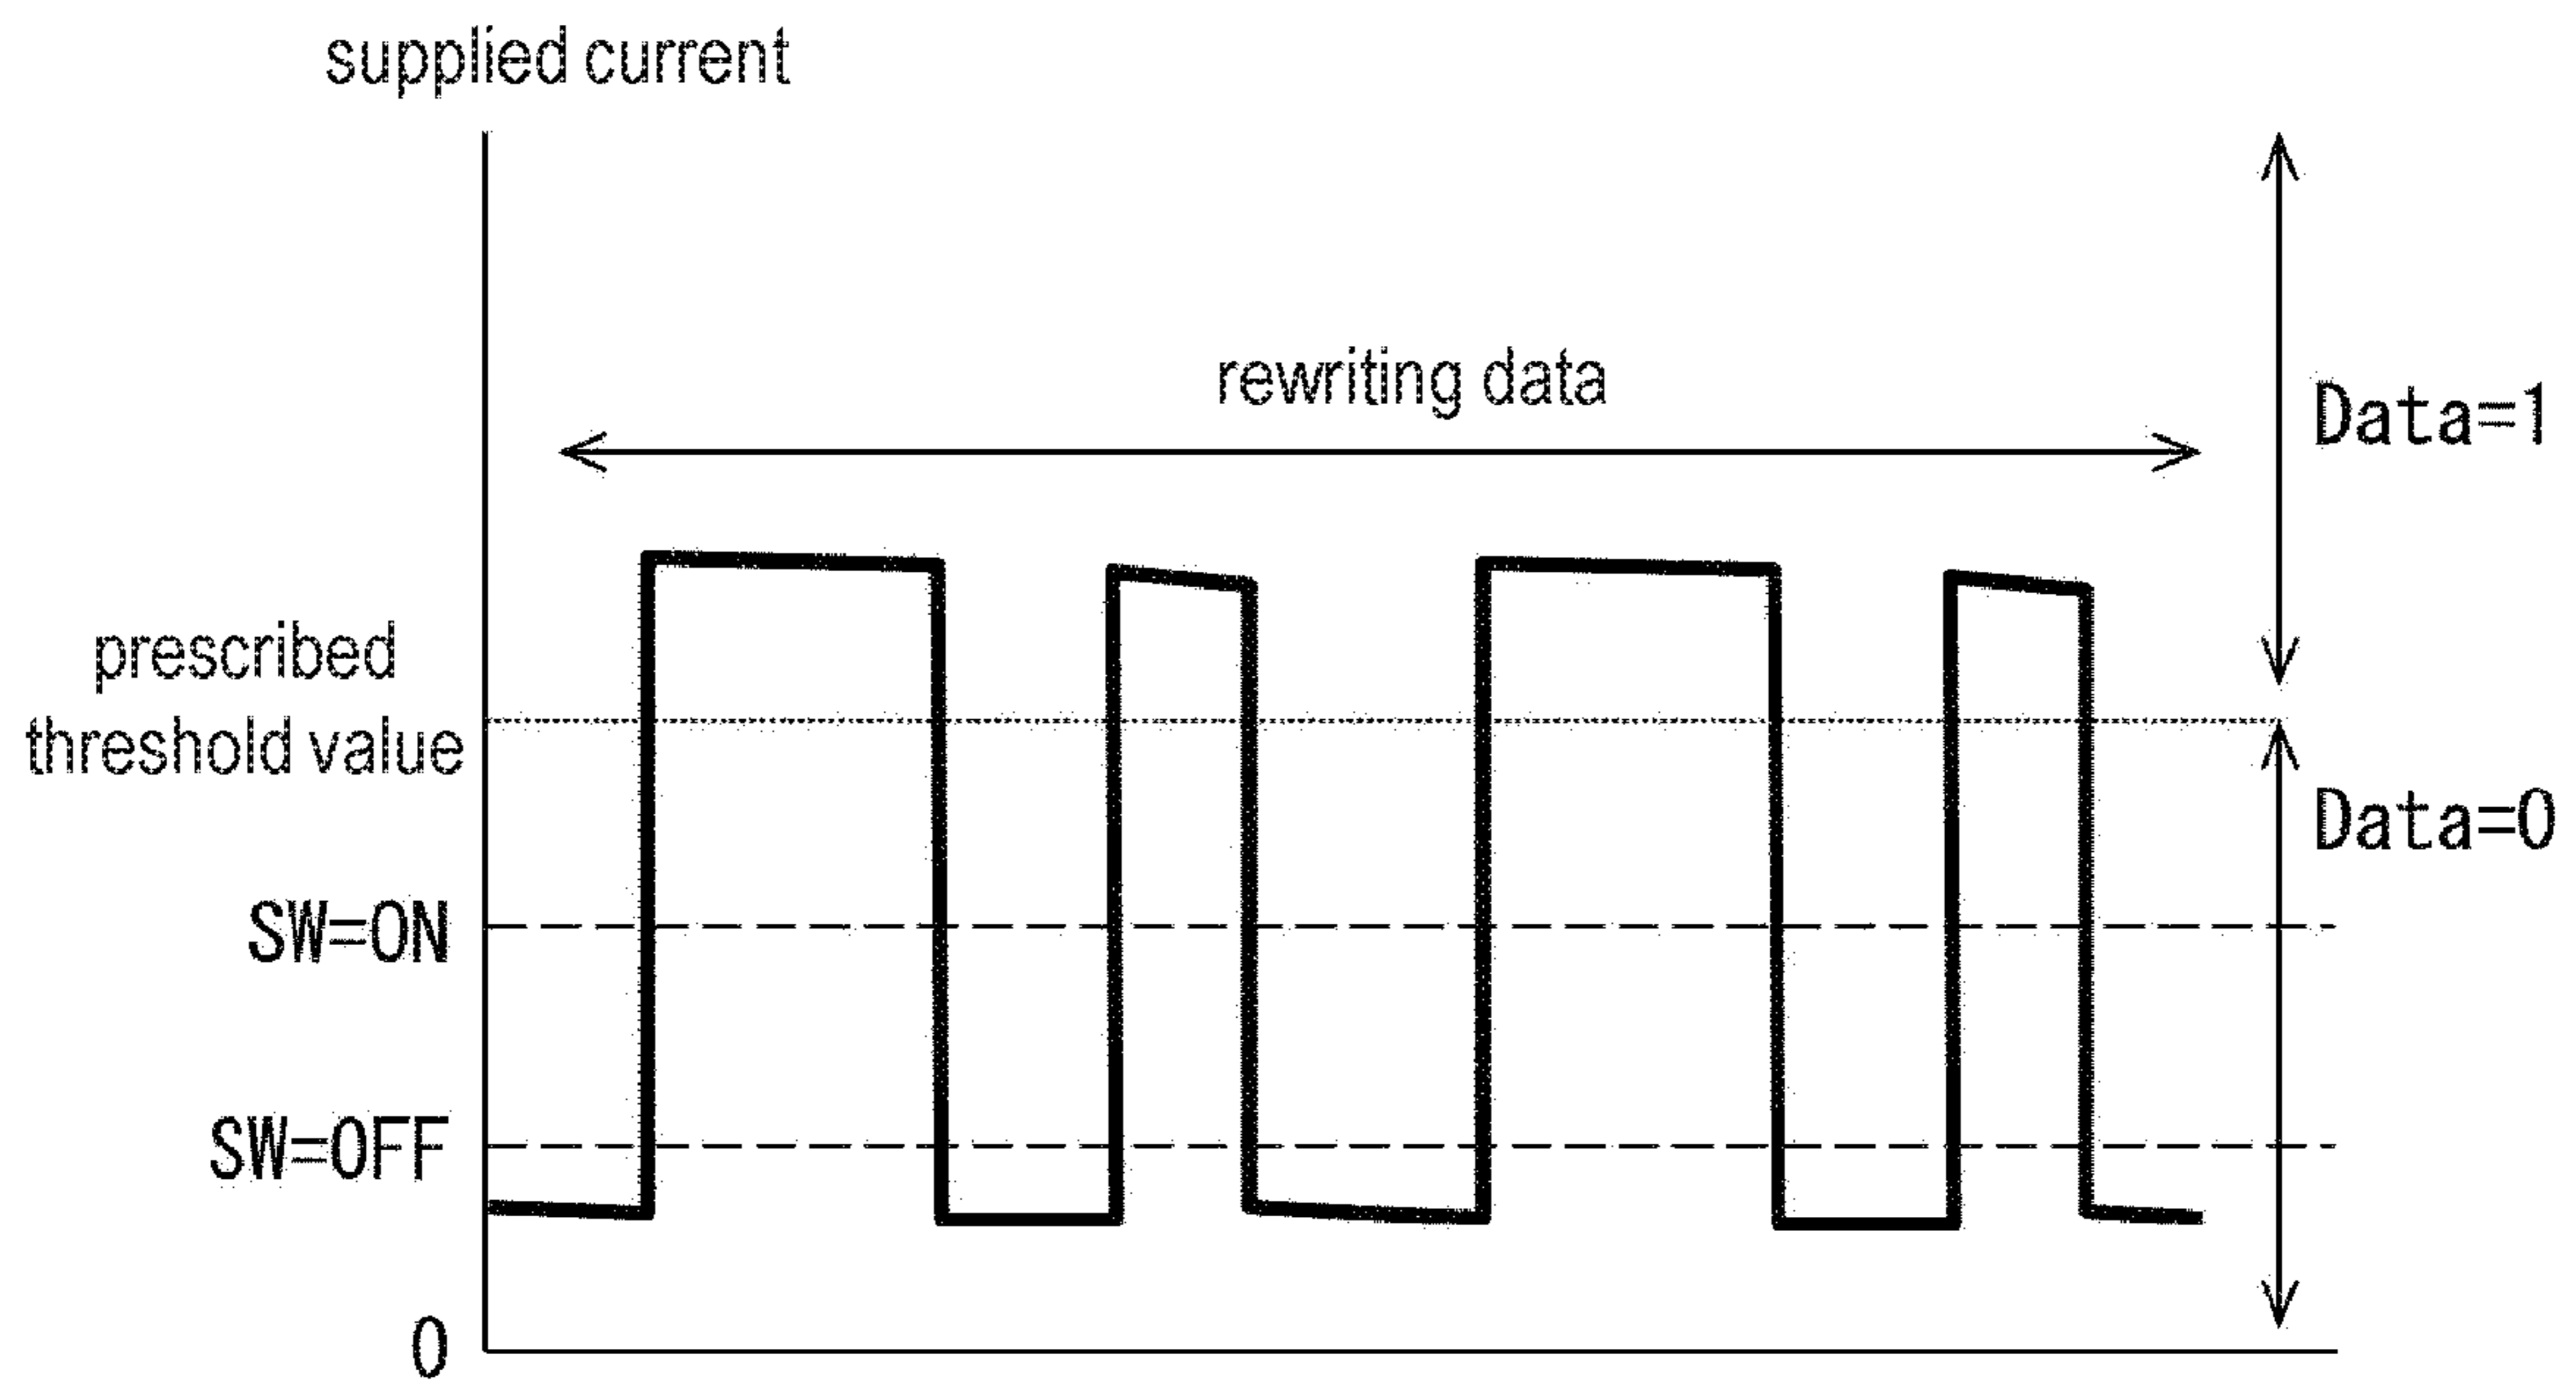 supplied current
rewriting data
Data=1
prescribed
threshold value
Data=0
SW=ON
SW=OFF
0